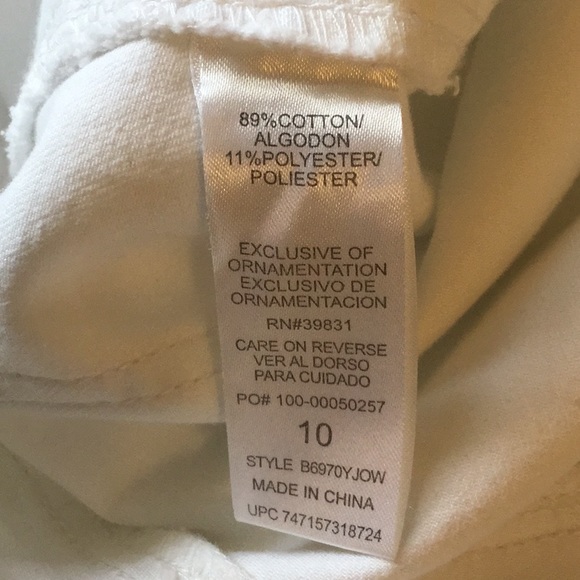 89%COTTON/
ALGODON
11%POLYESTER/
POLIESTER
EXCLUSIVE OF
ORNAMENTATION
EXCLUSIVO DE
ORNAMENTACION
RN#39831
CARE ON REVERSE
VER AL DORSO
PARA CUIDADO
PO# 100-00050257
10
STYLE B6970YJOW
MADE IN CHINA
UPC 747157318724